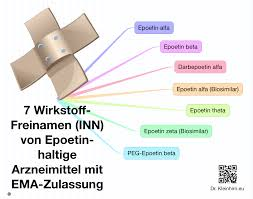 Epoetin alfa
Epoetin beta
Darbepoetin alfa
Epoetin alfa (Biosimilar)
Epoetin theta
Epoetin zeta (Biosimilar)
PEG-Epoetin beta
7 Wirkstoff-
Freinamen (INN)
von Epoetin-
haltige
Arzneimittel mit
EMA-Zulassung
Dr. Kleinhirn.eu